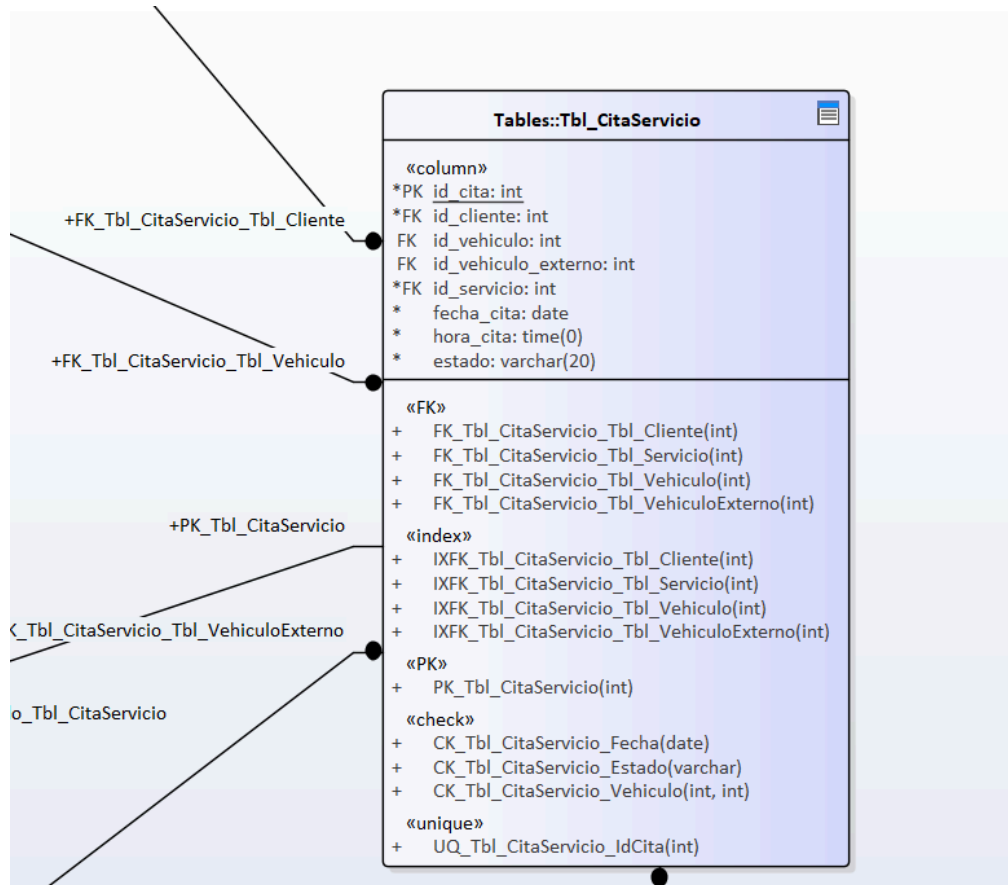 Tables::Tbl_CitaServicio
«column»
*PK id_cita: int
*FK id_cliente: int
FK id_vehiculo: int
FK id_vehiculo_externo: int
*FK id_servicio: int
* fecha_cita: date
* hora_cita: time(0)
* estado: varchar(20)
«FK»
+ FK_Tbl_CitaServicio_Tbl_Cliente(int)
+ FK_Tbl_CitaServicio_Tbl_Servicio(int)
+ FK_Tbl_CitaServicio_Tbl_Vehiculo(int)
+ FK_Tbl_CitaServicio_Tbl_VehiculoExterno(int)
«index»
+ IXFK_Tbl_CitaServicio_Tbl_Cliente(int)
+ IXFK_Tbl_CitaServicio_Tbl_Servicio(int)
+ IXFK_Tbl_CitaServicio_Tbl_Vehiculo(int)
+ IXFK_Tbl_CitaServicio_Tbl_VehiculoExterno(int)
«PK»
+ PK_Tbl_CitaServicio(int)
«check»
+ CK_Tbl_CitaServicio_Fecha(date)
+ CK_Tbl_CitaServicio_Estado(varchar)
+ CK_Tbl_CitaServicio_Vehiculo(int, int)
«unique»
+ UQ_Tbl_CitaServicio_IdCita(int)
+FK_Tbl_CitaServicio_Tbl_Cliente
+FK_Tbl_CitaServicio_Tbl_Vehiculo
+PK_Tbl_CitaServicio
K_Tbl_CitaServicio_Tbl_VehiculoExterno
o_Tbl_CitaServicio